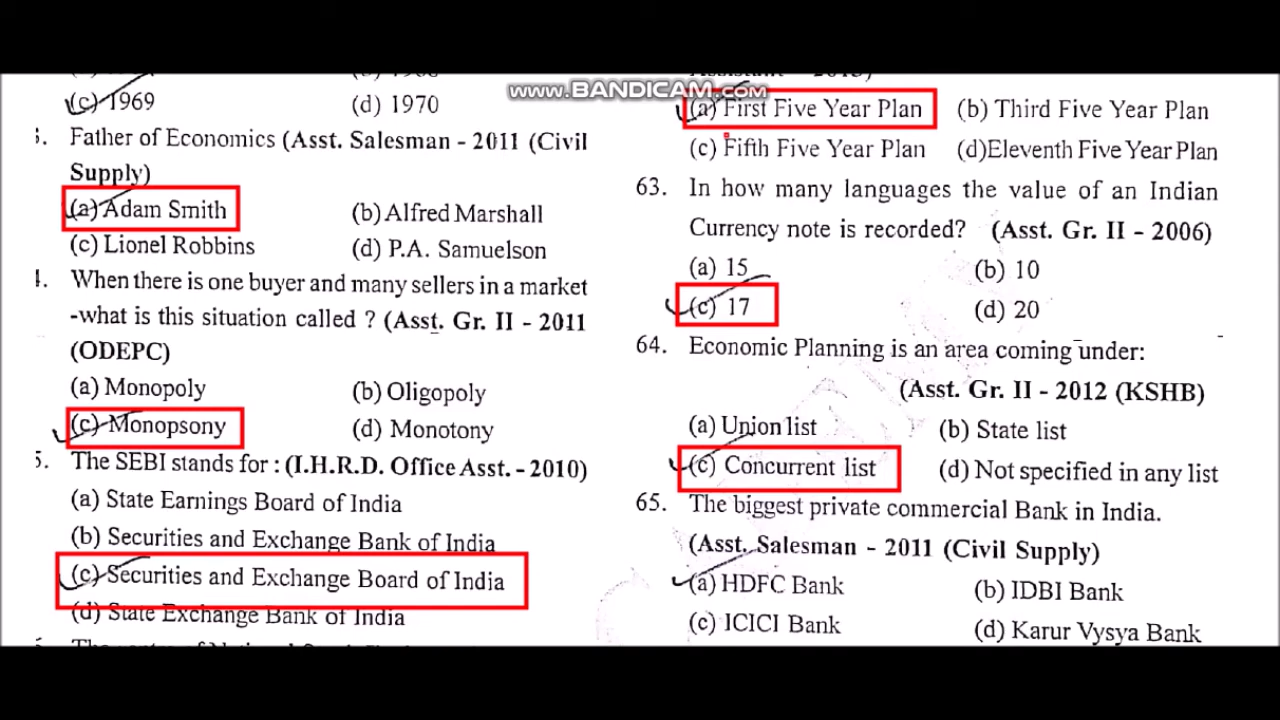 www.BANDICAM.com
(c) 1969
(d) 1970
Father of Economics (Asst. Salesman - 2011 (Civil
Supply)
(a) Adam Smith
(b) Alfred Marshall
(c) Lionel Robbins
(d) P.A. Samuelson
When there is one buyer and many sellers in a market
-what is this situation called ? (Asst. Gr. II - 2011
(ODEPC)
(a) Monopoly
(b) Oligopoly
(c) Monopsony
(d) Monotony
5. The SEBI stands for : (I.H.R.D. Office Asst. - 2010)
(a) State Earnings Board of India
(b) Securities and Exchange Bank of India
(c) Securities and Exchange Board of India
(d) State Exchange Bank of India
(a) First Five Year Plan
(b) Third Five Year Plan
(c) Fifth Five Year Plan
(d)Eleventh Five Year Plan
63. In how many languages the value of an Indian
Currency note is recorded? (Asst. Gr. II - 2006)
(a) 15
(b) 10
(c) 17
(d) 20
64. Economic Planning is an area coming under:
(Asst. Gr. II - 2012 (KSHB)
(a) Union list
(b) State list
(c) Concurrent list
(d) Not specified in any list
65. The biggest private commercial Bank in India.
(Asst. Salesman - 2011 (Civil Supply)
(a) HDFC Bank
(b) IDBI Bank
(c) ICICI Bank
(d) Karur Vysya Bank